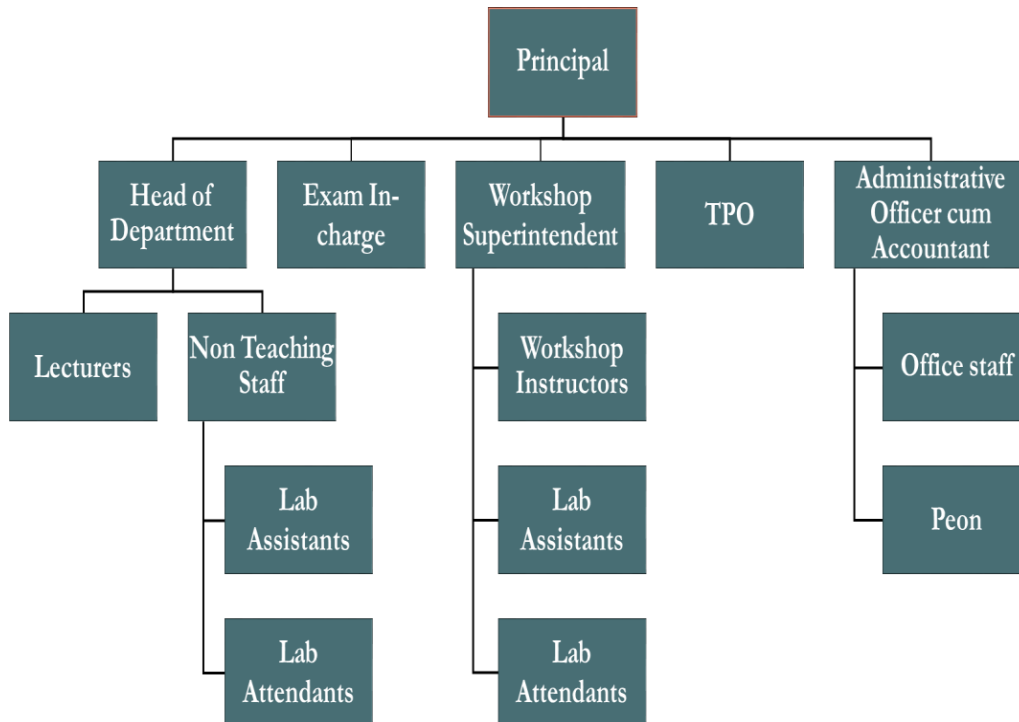 Principal
Head of
Department
Exam In-
charge
Workshop
Superintendent
TPO
Administrative
Officer cum
Accountant
Lecturers
Non Teaching
Staff
Workshop
Instructors
Office staff
Lab
Assistants
Lab
Assistants
Peon
Lab
Attendants
Lab
Attendants